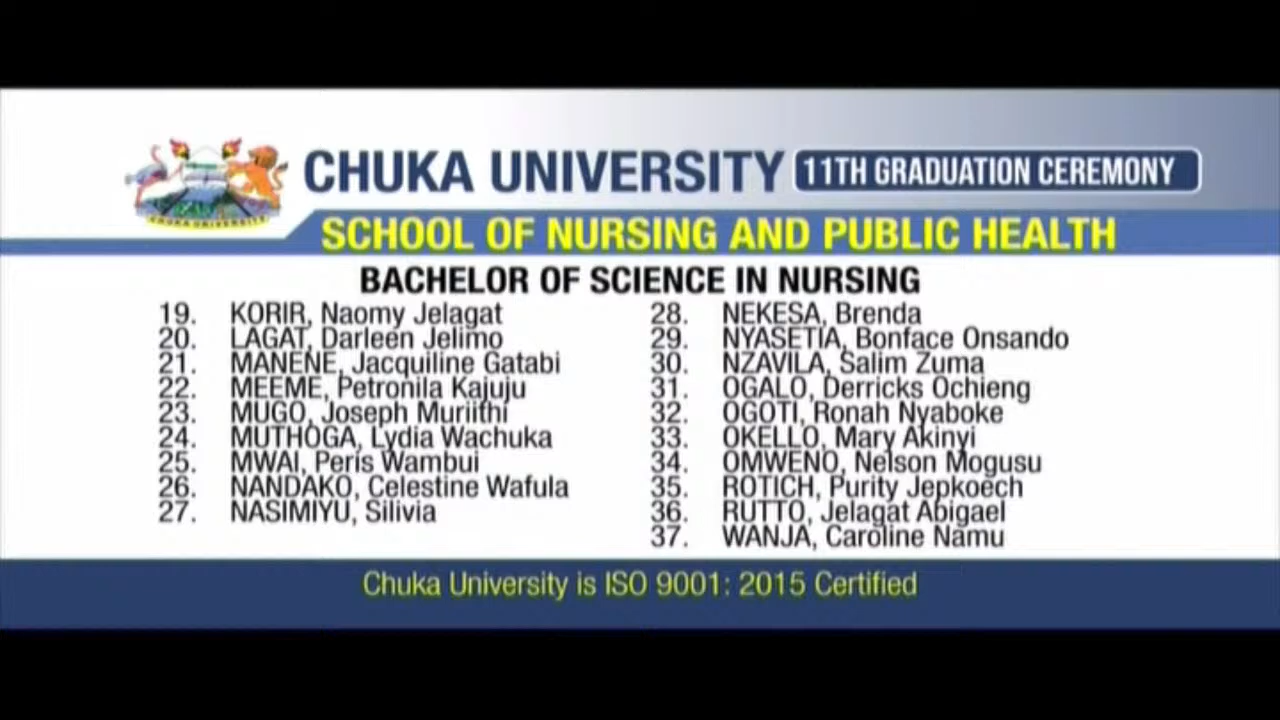 CHUKA UNIVERSITY
CHUKA UNIVERSITY 11TH GRADUATION CEREMONY
SCHOOL OF NURSING AND PUBLIC HEALTH
BACHELOR OF SCIENCE IN NURSING
19. KORIR, Naomy Jelagat
20. LAGAT, Darleen Jelimo
21. MANENE, Jacquiline Gatabi
22. MEEME, Petronila Kajuju
23. MUGO, Joseph Muriithi
24. MUTHOGA, Lydia Wachuka
25. MWAI, Peris Wambui
26. NANDAKO, Celestine Wafula
27. NASIMIYU, Silivia
28. NEKESA, Brenda
29. NYASETIA, Bonface Onsando
30. NZAVILA, Salim Zuma
31. OGALO, Derricks Ochieng
32. OGOTI, Ronah Nyaboke
33. OKELLO, Mary Akinyi
34. OMWENO, Nelson Mogusu
35. ROTICH, Purity Jepkoech
36. RUTTO, Jelagat Abigael
37. WANJA, Caroline Namu
Chuka University is ISO 9001: 2015 Certified